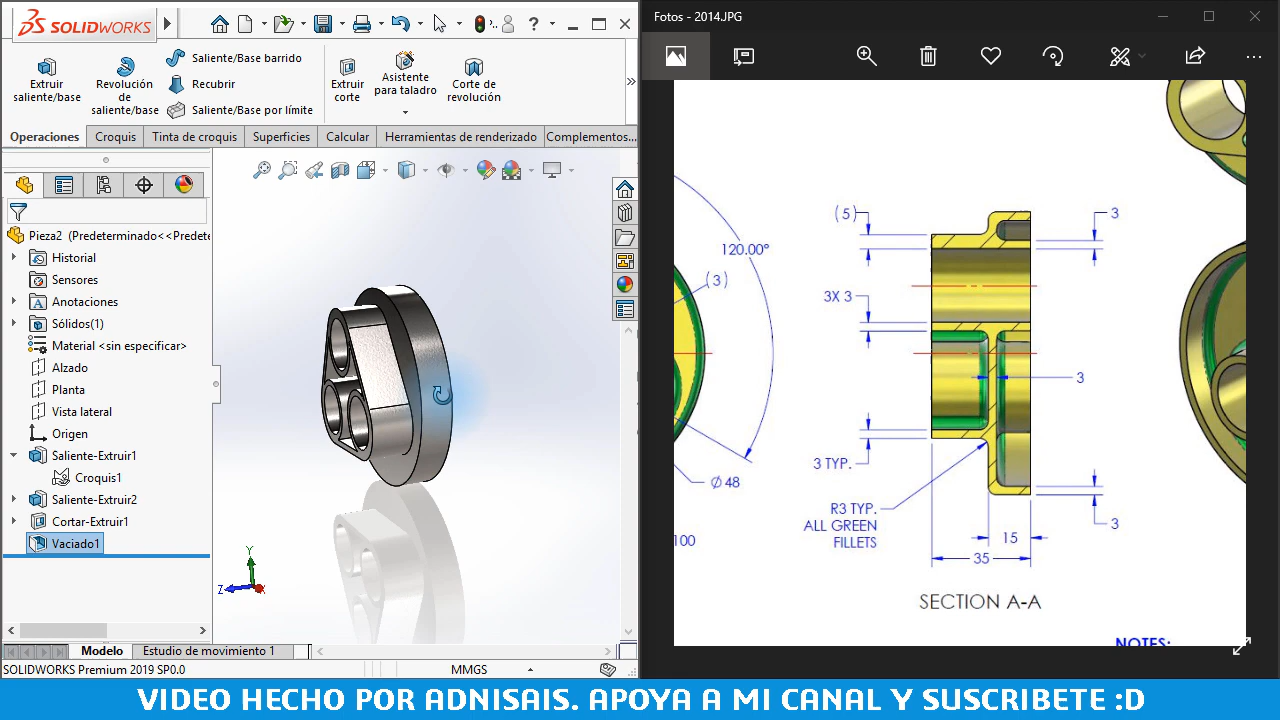 SOLIDWORKS
Extruir
saliente/base
Revolución
de
saliente/base
Saliente/Base barrido
Recubrir
Saliente/Base por límite
Extruir
corte
Asistente
para taladro
Corte de
revolución
Operaciones
Croquis
Tinta de croquis
Superficies
Calcular
Herramientas de renderizado
Complementos...
Pieza2 (Predeterminado<<Predete
Historial
Sensores
Anotaciones
Sólidos(1)
Material <sin especificar>
Alzado
Planta
Vista lateral
Origen
Saliente-Extruir1
Croquis1
Saliente-Extruir2
Cortar-Extruir1
Vaciado1
Y
Z
Modelo
Estudio de movimiento 1
SOLIDWORKS Premium 2019 SP0.0
MMGS
Fotos - 2014.JPG
(5)
3
120.00°
(3)
3X 3
3
3 TYP.
Ø48
R3 TYP.
ALL GREEN
FILLETS
3
100
15
35
SECTION A-A
NOTES:
VIDEO HECHO POR ADNISAIS. APOYA A MI CANAL Y SUSCRIBETE :D